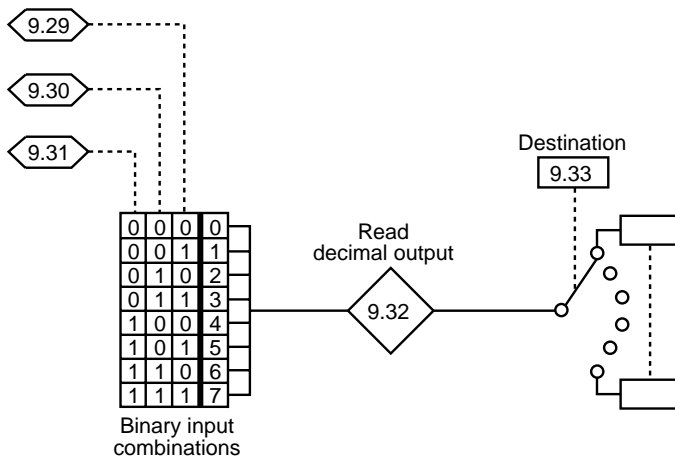 9.29
9.30
9.31
Destination
9.33
Read
decimal output
9.32
0 0 0 0
0 0 1 1
0 1 0 2
0 1 1 3
1 0 0 4
1 0 1 5
1 1 0 6
1 1 1 7
Binary input
combinations